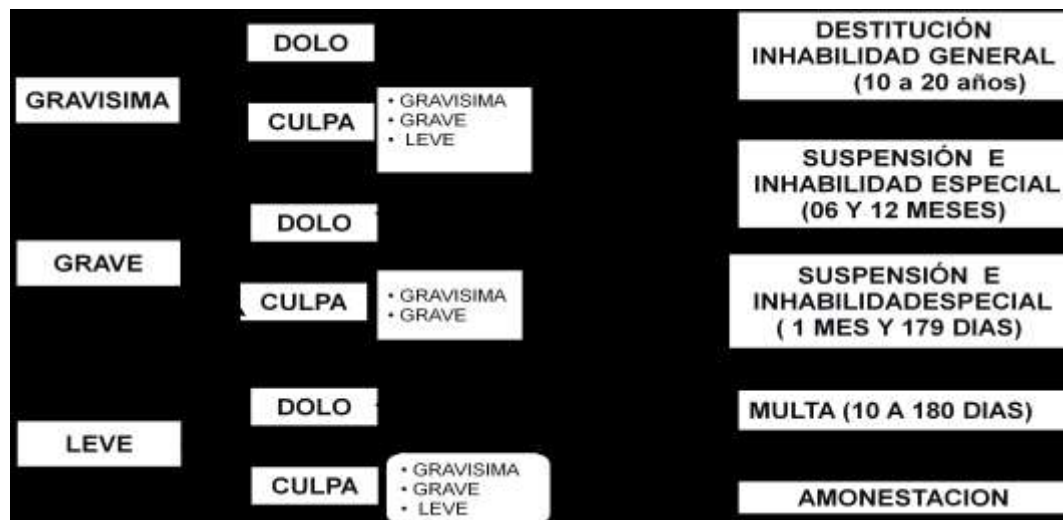 GRAVISIMA
DOLO
CULPA
• GRAVISIMA
• GRAVE
• LEVE
GRAVE
DOLO
CULPA
• GRAVISIMA
• GRAVE
LEVE
DOLO
CULPA
• GRAVISIMA
• GRAVE
• LEVE
DESTITUCIÓN
INHABILIDAD GENERAL
(10 a 20 años)
SUSPENSIÓN E
INHABILIDAD ESPECIAL
(06 Y 12 MESES)
SUSPENSIÓN E
INHABILIDADESPECIAL
( 1 MES Y 179 DIAS)
MULTA (10 A 180 DIAS)
AMONESTACION